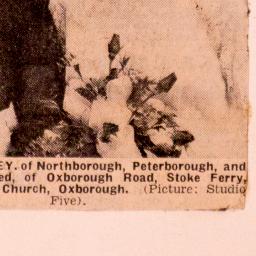 EY. of Northborough, Peterborough, and
ed, of Oxborough Road, Stoke Ferry,
Church, Oxborough. (Picture: Studio
Five).